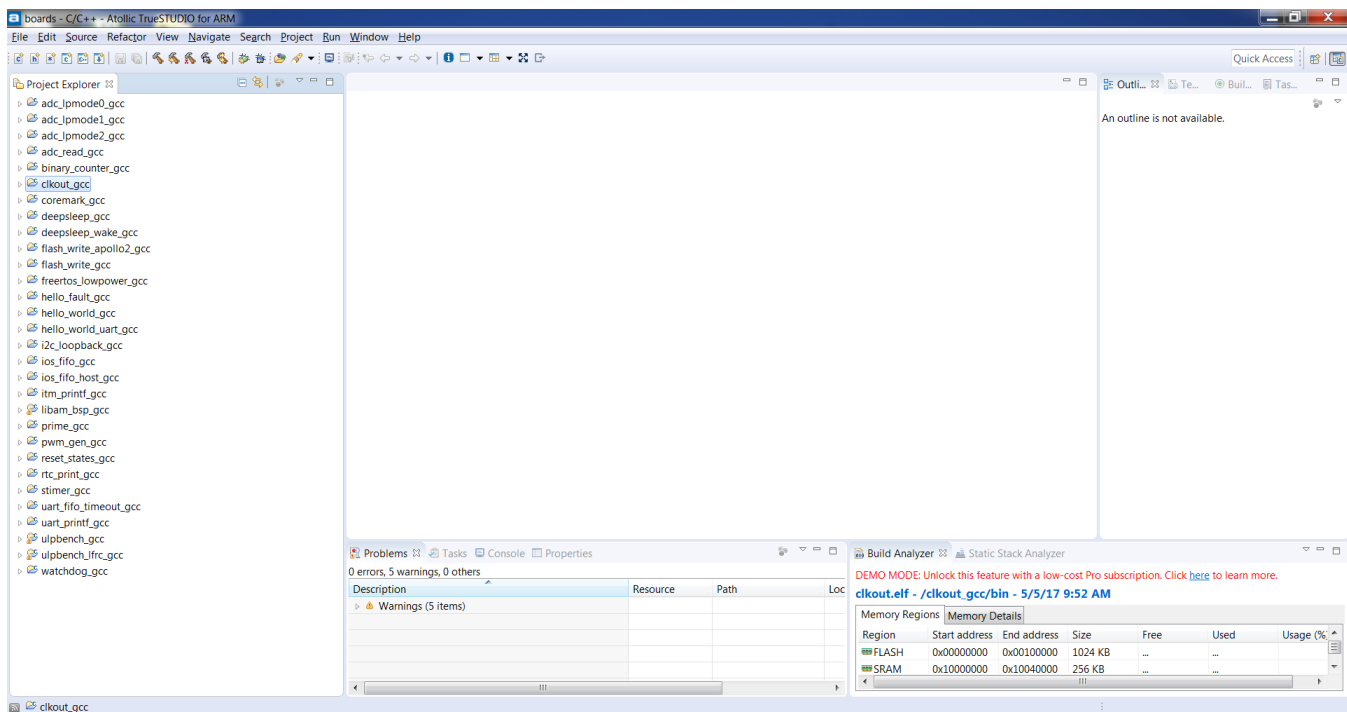 boards - C/C++ - Atollic TrueSTUDIO for ARM
File Edit Source Refactor View Navigate Search Project Run Window Help
Quick Access
Project Explorer
adc_lpmode0_gcc
adc_lpmode1_gcc
adc_lpmode2_gcc
adc_read_gcc
binary_counter_gcc
clkout_gcc
coremark_gcc
deepsleep_gcc
deepsleep_wake_gcc
flash_write_apollo2_gcc
flash_write_gcc
freertos_lowpower_gcc
hello_fault_gcc
hello_world_gcc
hello_world_uart_gcc
i2c_loopback_gcc
ios_fifo_gcc
ios_fifo_host_gcc
itm_printf_gcc
libam_bsp_gcc
prime_gcc
pwm_gen_gcc
reset_states_gcc
rtc_print_gcc
stimer_gcc
uart_fifo_timeout_gcc
uart_printf_gcc
ulpbench_gcc
ulpbench_lfrc_gcc
watchdog_gcc
Outli... Te... Buil... Tas...
An outline is not available.
Problems Tasks Console Properties
0 errors, 5 warnings, 0 others
Description Resource Path Loc
Warnings (5 items)
Build Analyzer Static Stack Analyzer
DEMO MODE: Unlock this feature with a low-cost Pro subscription. Click here to learn more.
clkout.elf - /clkout_gcc/bin - 5/5/17 9:52 AM
Memory Regions Memory Details
Region Start address End address Size Free Used Usage (%)
FLASH 0x00000000 0x00100000 1024 KB ... ...
SRAM 0x10000000 0x10040000 256 KB ... ...
clkout_gcc